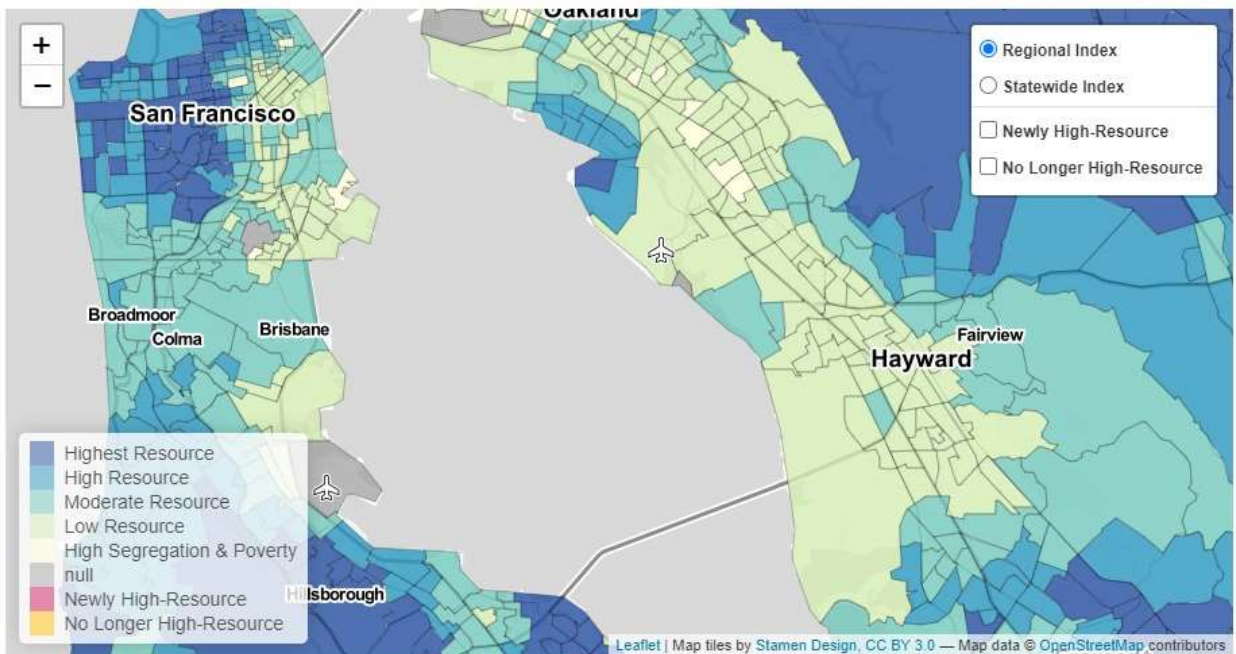 Oakland
+
−
San Francisco
Regional Index
Statewide Index
Newly High-Resource
No Longer High-Resource
Broadmoor
Colma
Brisbane
Fairview
Hayward
Highest Resource
High Resource
Moderate Resource
Low Resource
High Segregation & Poverty
null
Newly High-Resource
No Longer High-Resource
Hillsborough
Leaflet | Map tiles by Stamen Design, CC BY 3.0 — Map data © OpenStreetMap contributors